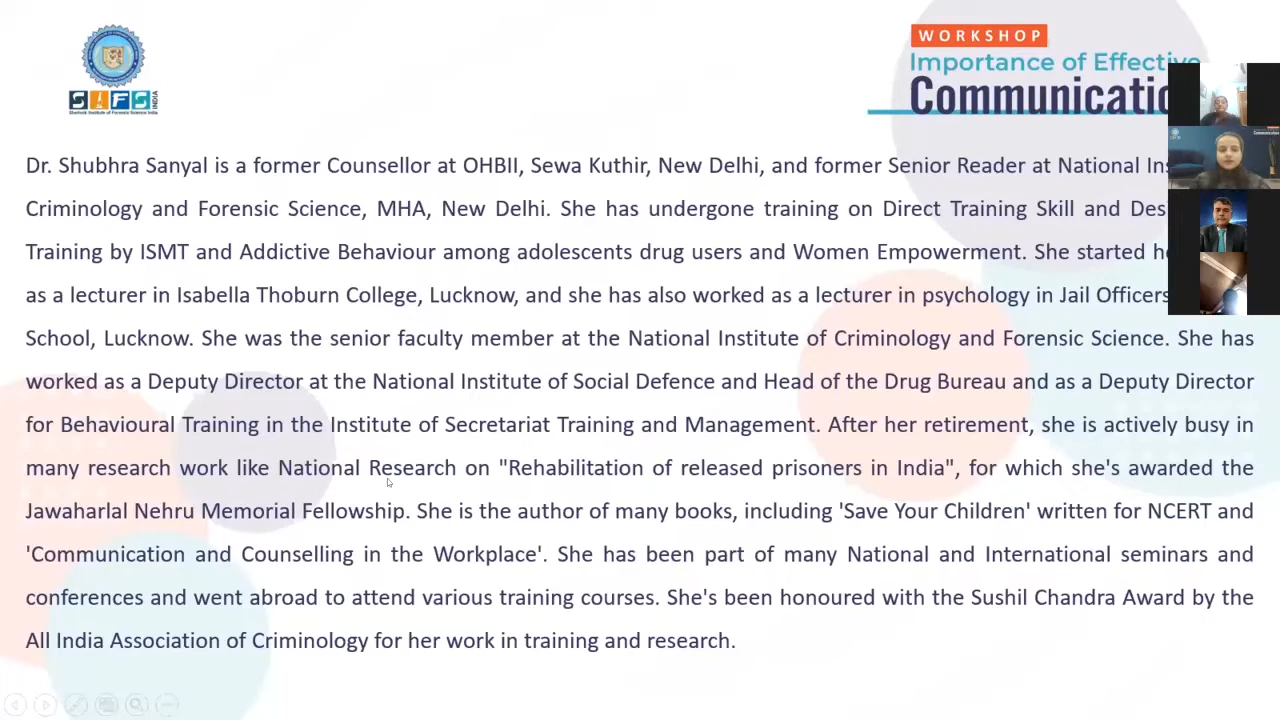 WORKSHOP
Importance of Effective
Communicatio
SIFS INDIA
Sherlock Institute of Forensic Science India
Dr. Shubhra Sanyal is a former Counsellor at OHBII, Sewa Kuthir, New Delhi, and former Senior Reader at National Ins
Criminology and Forensic Science, MHA, New Delhi. She has undergone training on Direct Training Skill and Des
Training by ISMT and Addictive Behaviour among adolescents drug users and Women Empowerment. She started he
as a lecturer in Isabella Thoburn College, Lucknow, and she has also worked as a lecturer in psychology in Jail Officers
School, Lucknow. She was the senior faculty member at the National Institute of Criminology and Forensic Science. She has
worked as a Deputy Director at the National Institute of Social Defence and Head of the Drug Bureau and as a Deputy Director
for Behavioural Training in the Institute of Secretariat Training and Management. After her retirement, she is actively busy in
many research work like National Research on "Rehabilitation of released prisoners in India", for which she's awarded the
Jawaharlal Nehru Memorial Fellowship. She is the author of many books, including 'Save Your Children' written for NCERT and
'Communication and Counselling in the Workplace'. She has been part of many National and International seminars and
conferences and went abroad to attend various training courses. She's been honoured with the Sushil Chandra Award by the
All India Association of Criminology for her work in training and research.